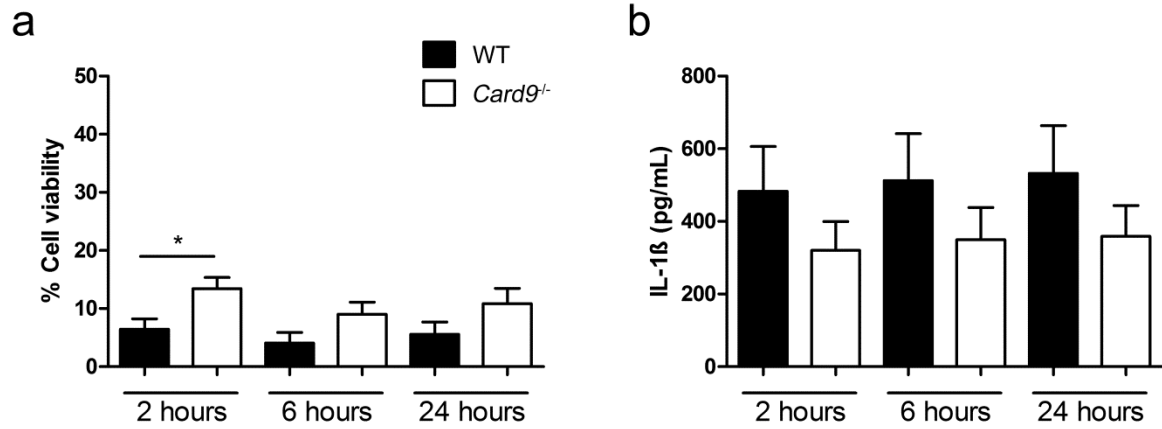 a
WT
Card9-/-
% Cell viability
50
40
30
20
10
0
*
2 hours
6 hours
24 hours
b
IL-1ß (pg/mL)
800
600
400
200
0
2 hours
6 hours
24 hours